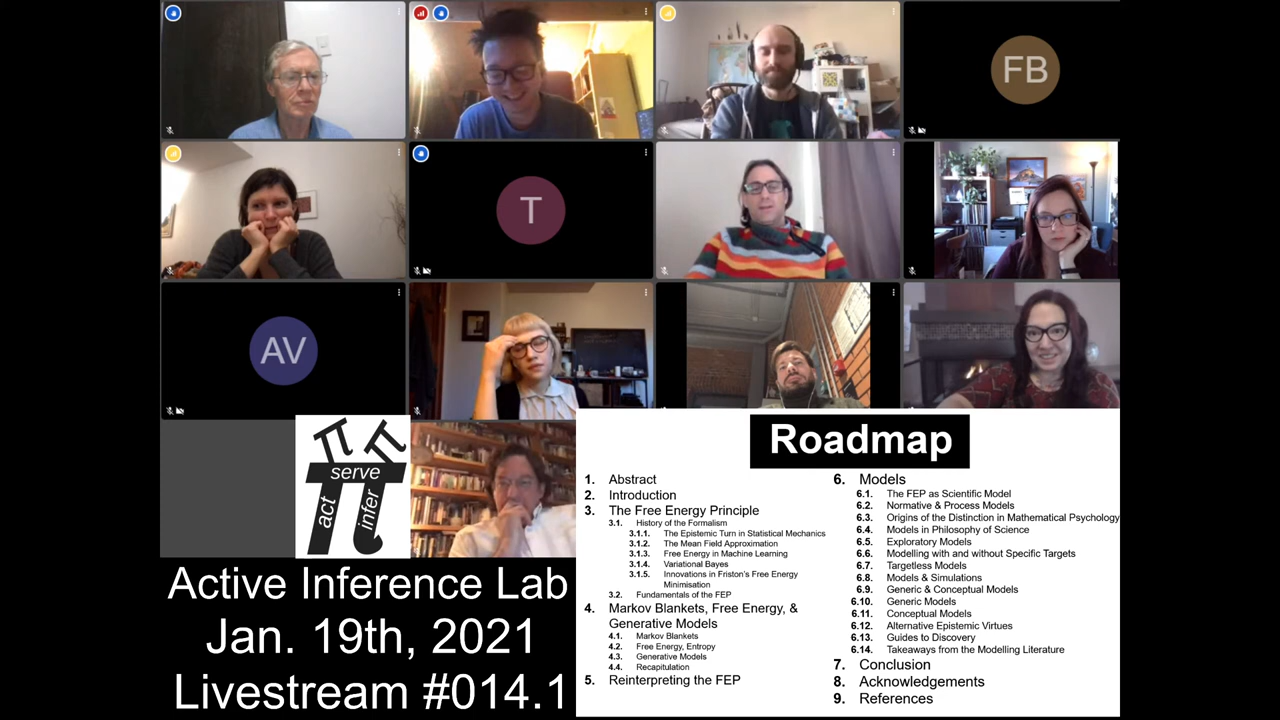 FB
T
AV
serve
act
infer
Active Inference Lab
Jan. 19th, 2021
Livestream #014.1
Roadmap
1. Abstract
2. Introduction
3. The Free Energy Principle
3.1. History of the Formalism
3.1.1. The Epistemic Turn in Statistical Mechanics
3.1.2. The Mean Field Approximation
3.1.3. Free Energy in Machine Learning
3.1.4. Variational Bayes
3.1.5. Innovations in Friston's Free Energy
Minimisation
3.2. Fundamentals of the FEP
4. Markov Blankets, Free Energy, &
Generative Models
4.1. Markov Blankets
4.2. Free Energy, Entropy
4.3. Generative Models
4.4. Recapitulation
5. Reinterpreting the FEP
6. Models
6.1. The FEP as Scientific Model
6.2. Normative & Process Models
6.3. Origins of the Distinction in Mathematical Psychology
6.4. Models in Philosophy of Science
6.5. Exploratory Models
6.6. Modelling with and without Specific Targets
6.7. Targetless Models
6.8. Models & Simulations
6.9. Generic & Conceptual Models
6.10. Generic Models
6.11. Conceptual Models
6.12. Alternative Epistemic Virtues
6.13. Guides to Discovery
6.14. Takeaways from the Modelling Literature
7. Conclusion
8. Acknowledgements
9. References